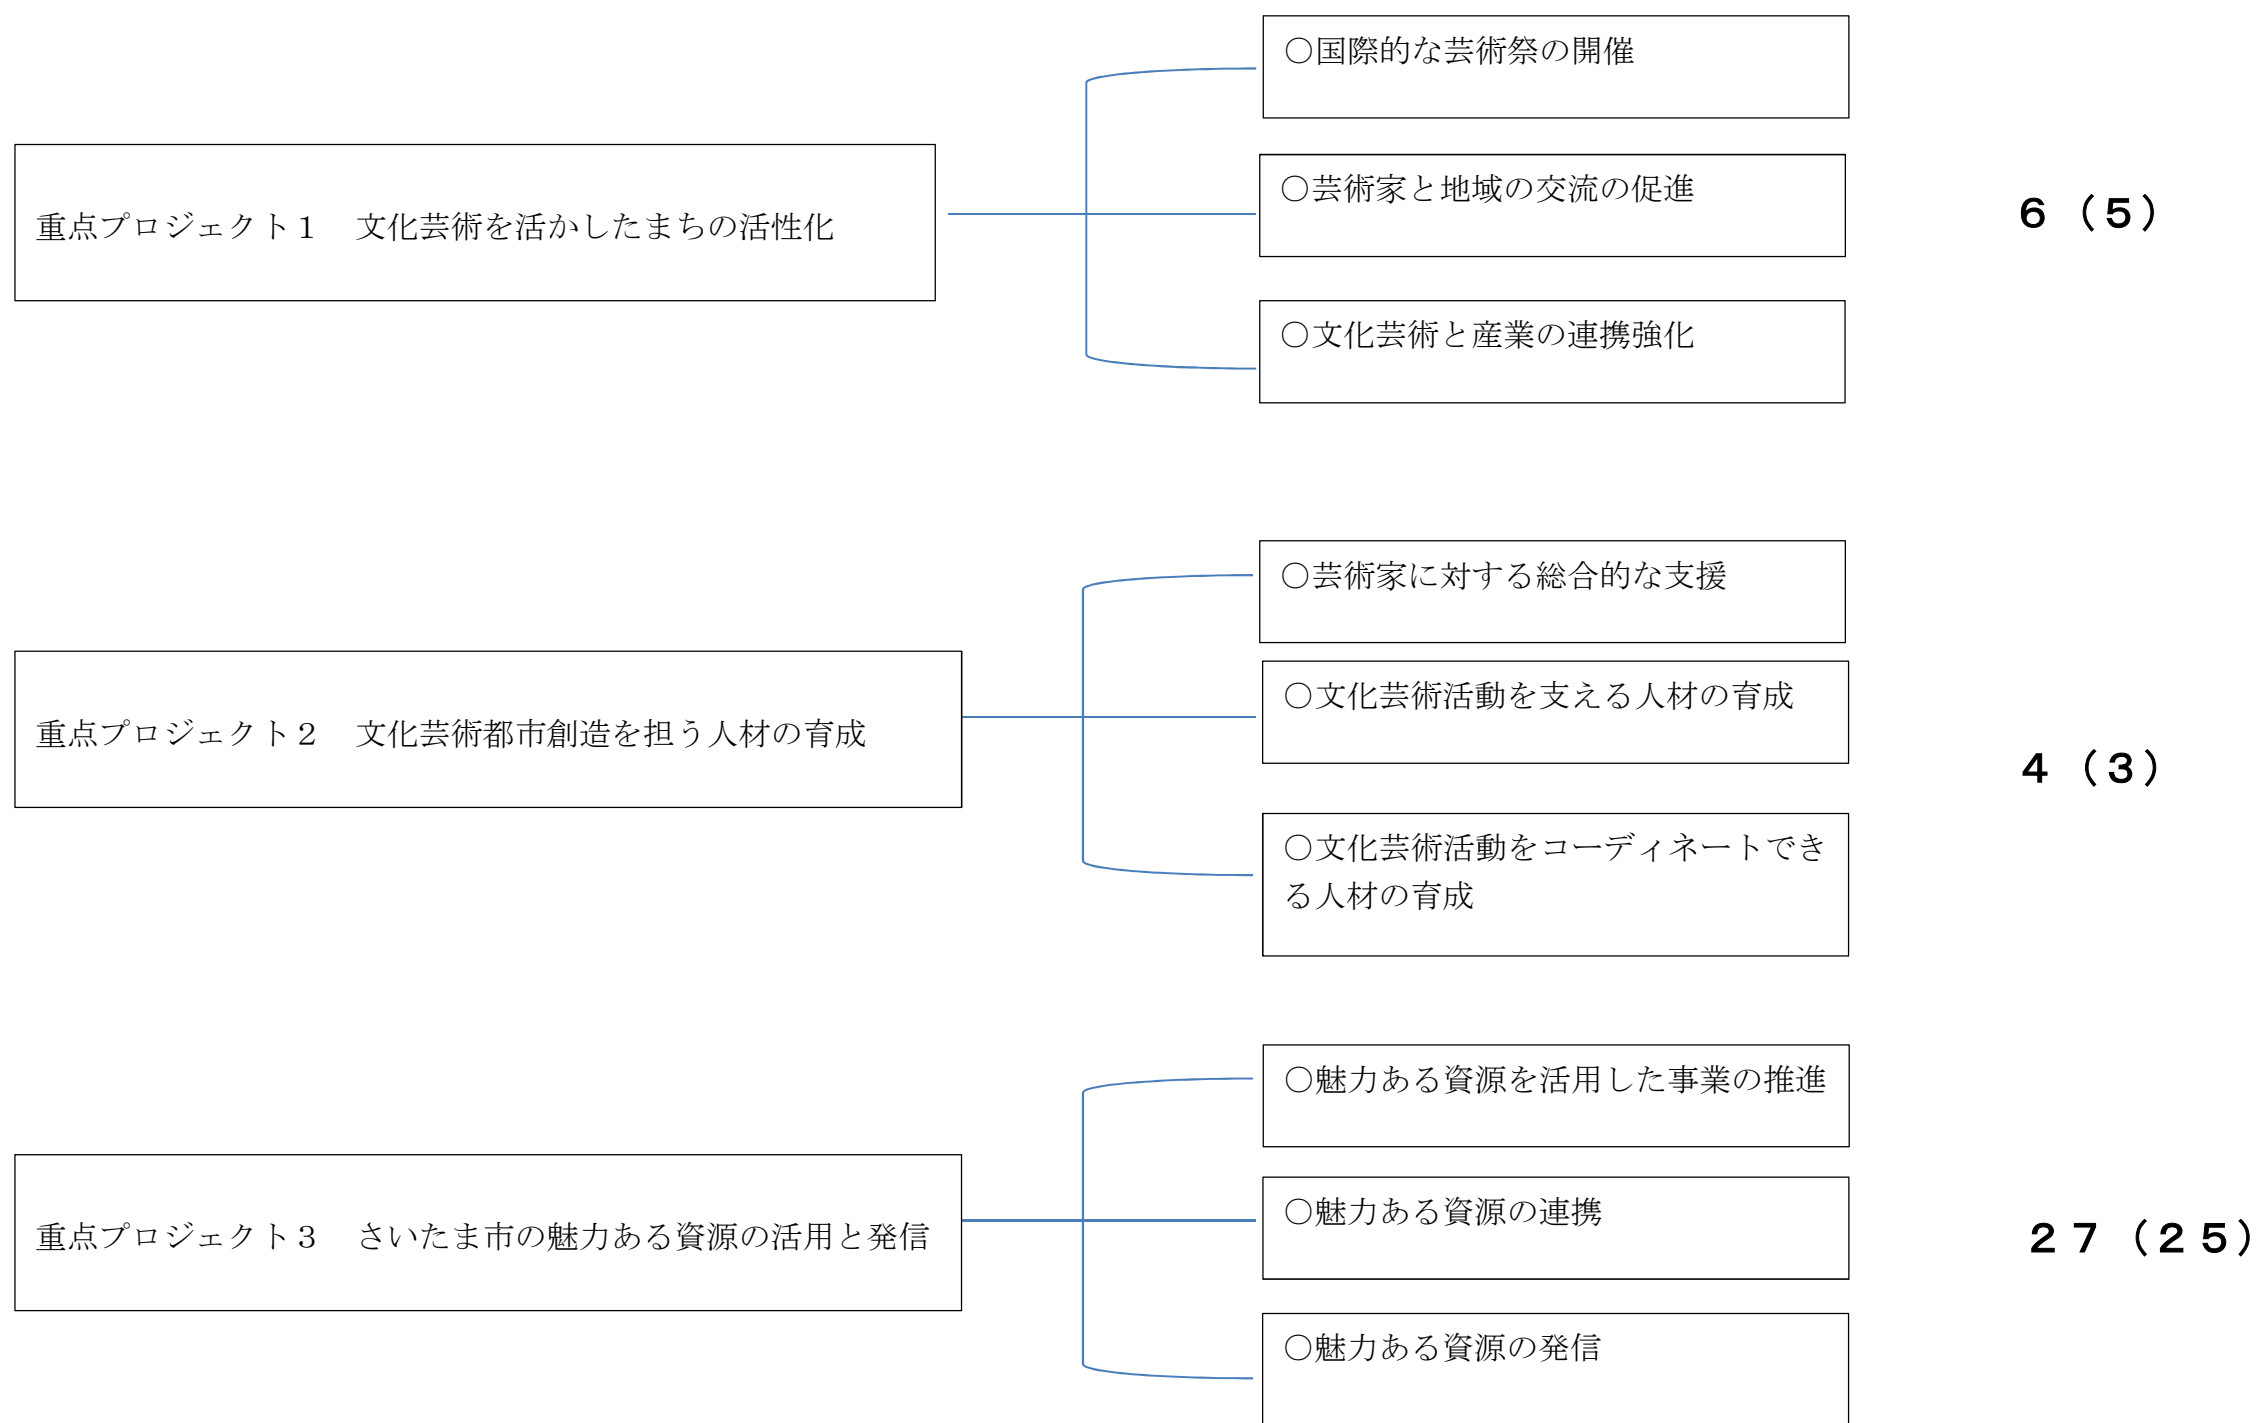 重点プロジェクト１　文化芸術を活かしたまちの活性化
○国際的な芸術祭の開催
○芸術家と地域の交流の促進
○文化芸術と産業の連携強化
６（５）
重点プロジェクト２　文化芸術都市創造を担う人材の育成
○芸術家に対する総合的な支援
○文化芸術活動を支える人材の育成
○文化芸術活動をコーディネートでき
る人材の育成
４（３）
重点プロジェクト３　さいたま市の魅力ある資源の活用と発信
○魅力ある資源を活用した事業の推進
○魅力ある資源の連携
○魅力ある資源の発信
２７（２５）